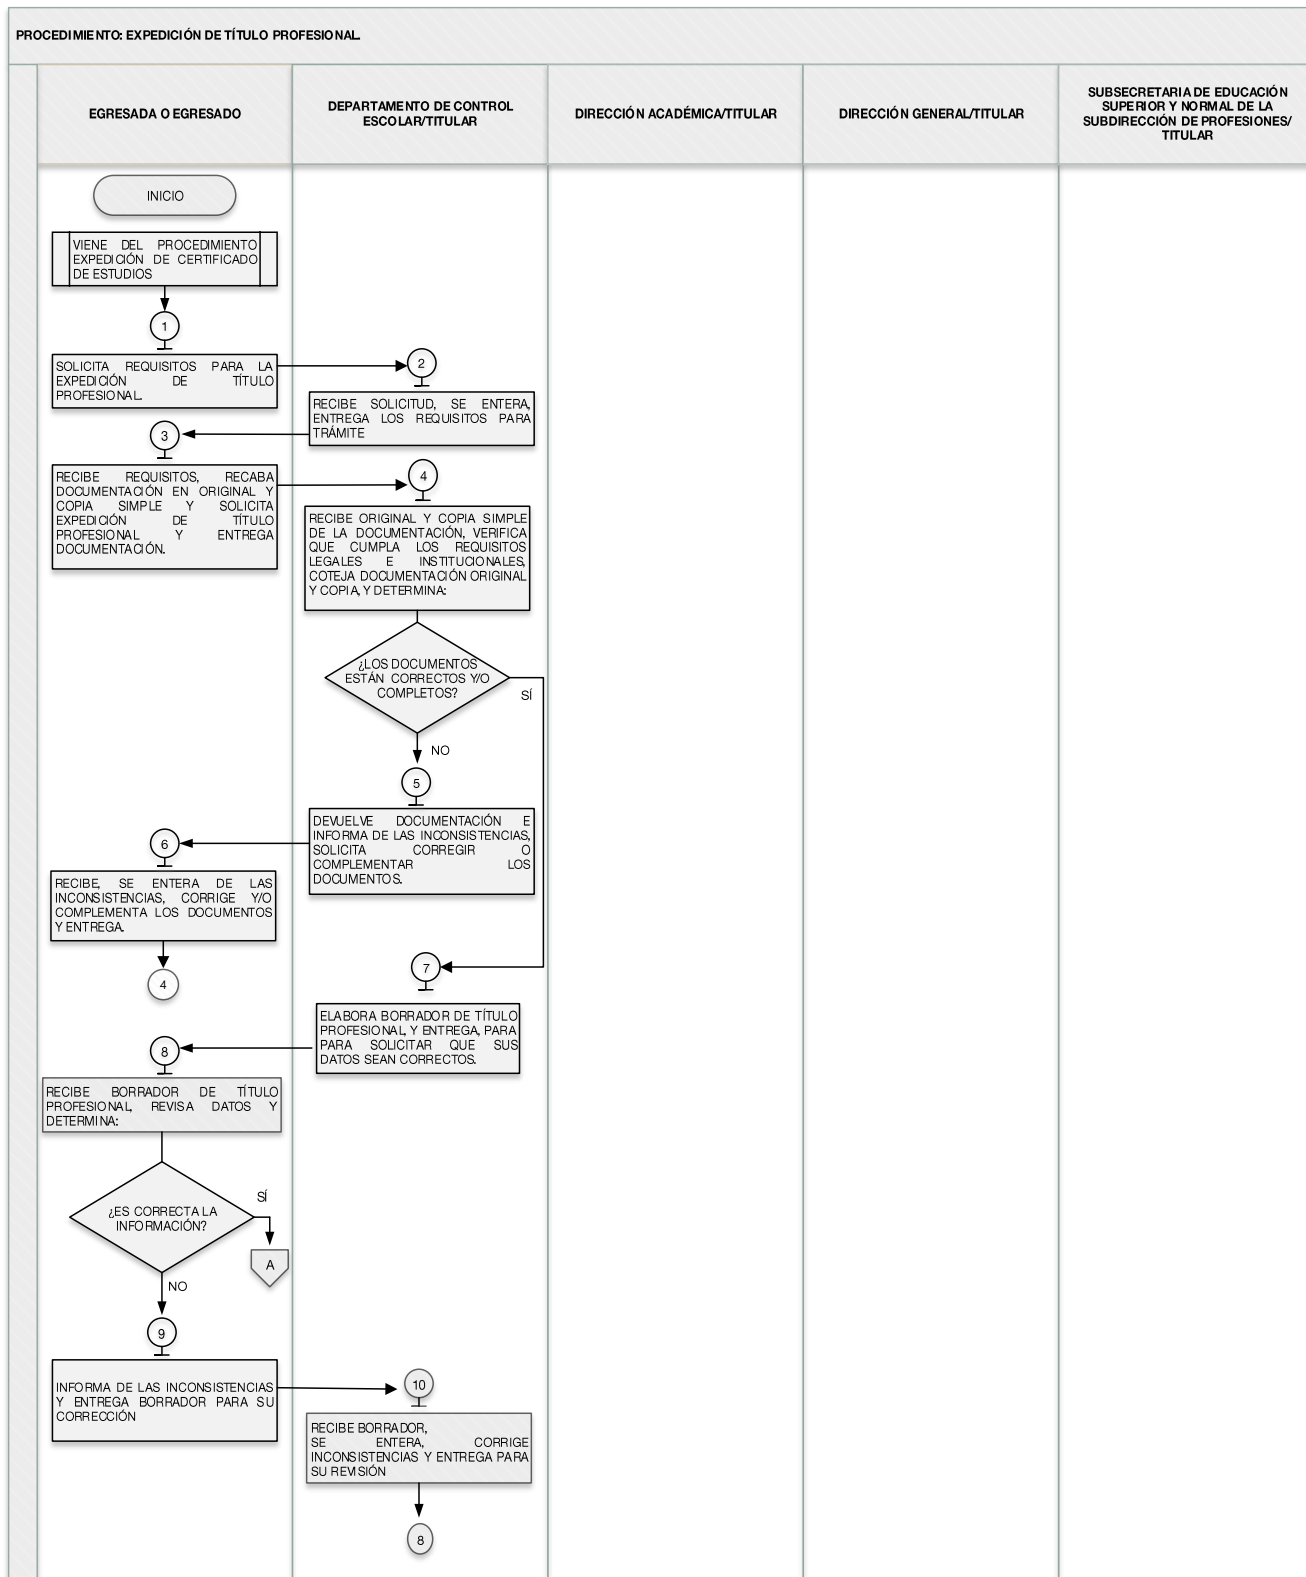 PROCEDIMIENTO: EXPEDICIÓN DE TÍTULO PROFESIONAL.
EGRESADA O EGRESADO
DEPARTAMENTO DE CONTROL
ESCOLAR/TITULAR
DIRECCIÓN ACADÉMICA/TITULAR
DIRECCIÓN GENERAL/TITULAR
SUBSECRETARIA DE EDUCACIÓN
SUPERIOR Y NORMAL DE LA
SUBDIRECCIÓN DE PROFESIONES/
TITULAR
INICIO
VIENE DEL PROCEDIMIENTO
EXPEDICIÓN DE CERTIFICADO
DE ESTUDIOS
1
SOLICITA REQUISITOS PARA LA
EXPEDICIÓN DE TÍTULO
PROFESIONAL.
2
RECIBE SOLICITUD, SE ENTERA,
ENTREGA LOS REQUISITOS PARA
TRÁMITE
3
RECIBE REQUISITOS, RECABA
DOCUMENTACIÓN EN ORIGINAL Y
COPIA SIMPLE Y SOLICITA
EXPEDICIÓN DE TÍTULO
PROFESIONAL Y ENTREGA
DOCUMENTACIÓN.
4
RECIBE ORIGINAL Y COPIA SIMPLE
DE LA DOCUMENTACIÓN, VERIFICA
QUE CUMPLA LOS REQUISITOS
LEGALES E INSTITUCIONALES,
COTEJA DOCUMENTACIÓN ORIGINAL
Y COPIA, Y DETERMINA:
¿LOS DOCUMENTOS
ESTÁN CORRECTOS Y/O
COMPLETOS?
SÍ
NO
5
DEVUELVE DOCUMENTACIÓN E
INFORMA DE LAS INCONSISTENCIAS,
SOLICITA CORREGIR O
COMPLEMENTAR LOS
DOCUMENTOS.
6
RECIBE, SE ENTERA DE LAS
INCONSISTENCIAS, CORRIGE Y/O
COMPLEMENTA LOS DOCUMENTOS
Y ENTREGA.
4
7
ELABORA BORRADOR DE TÍTULO
PROFESIONAL, Y ENTREGA, PARA
PARA SOLICITAR QUE SUS
DATOS SEAN CORRECTOS.
8
RECIBE BORRADOR DE TÍTULO
PROFESIONAL, REVISA DATOS Y
DETERMINA:
¿ES CORRECTA LA
INFORMACIÓN?
SÍ
A
NO
9
INFORMA DE LAS INCONSISTENCIAS
Y ENTREGA BORRADOR PARA SU
CORRECCIÓN
10
RECIBE BORRADOR,
SE ENTERA, CORRIGE
INCONSISTENCIAS Y ENTREGA PARA
SU REVISIÓN
8